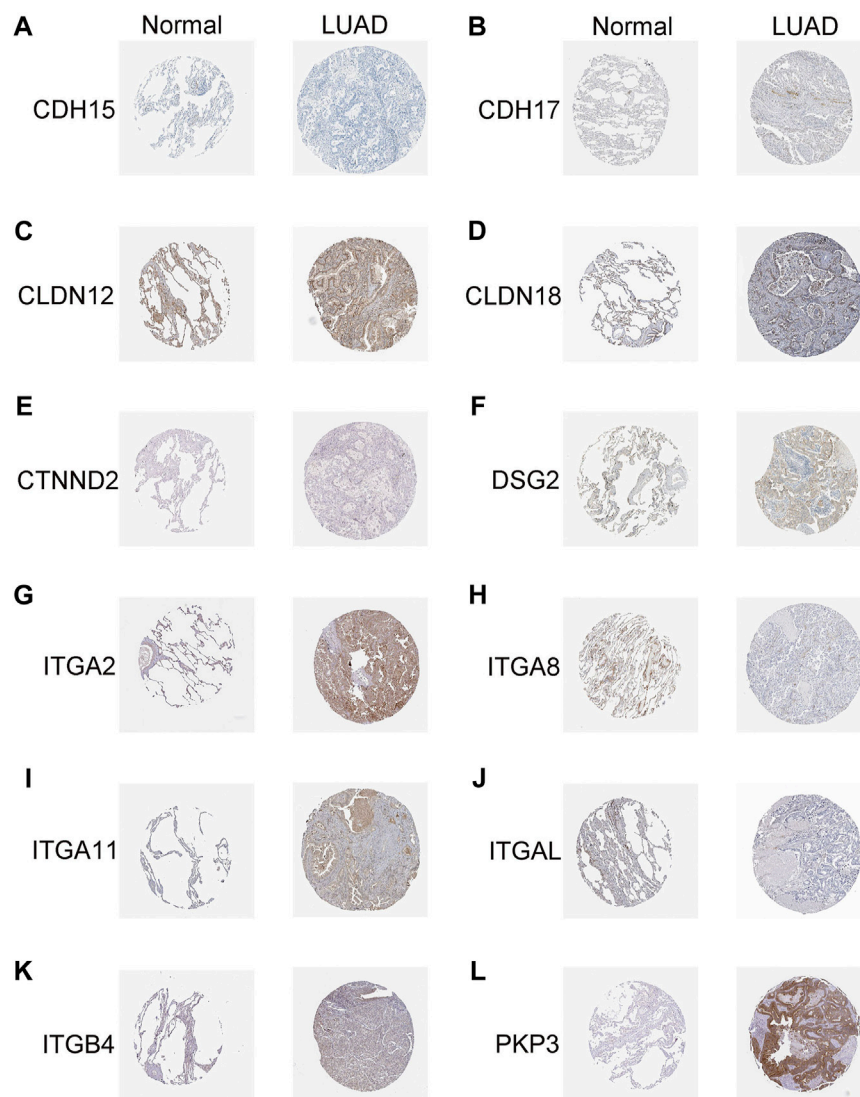 A Normal LUAD B Normal LUAD
CDH15 CDH17
C D
CLDN12 CLDN18
E F
CTNND2 DSG2
G H
ITGA2 ITGA8
I J
ITGA11 ITGAL
K L
ITGB4 PKP3